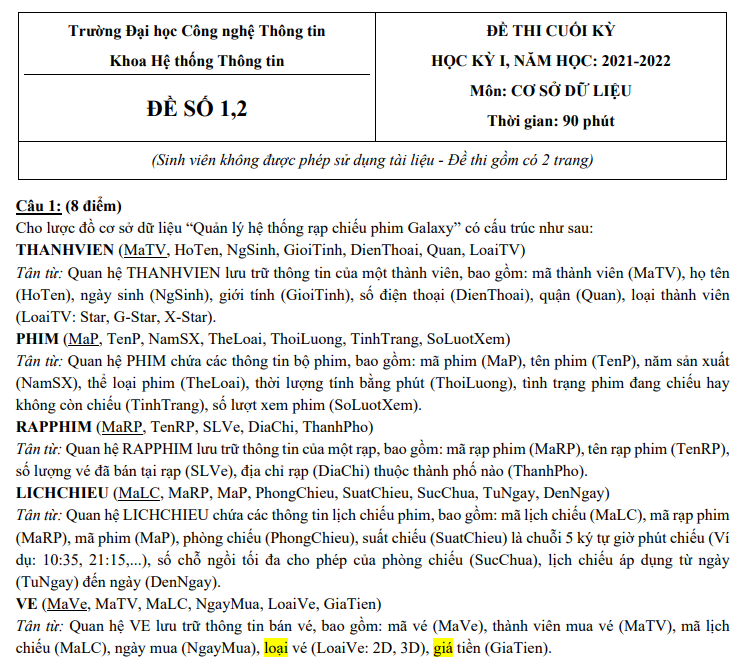 Trường Đại học Công nghệ Thông tin
Khoa Hệ thống Thông tin
ĐỀ SỐ 1,2
ĐỀ THI CUỐI KỲ
HỌC KỲ I, NĂM HỌC: 2021-2022
Môn: CƠ SỞ DỮ LIỆU
Thời gian: 90 phút
(Sinh viên không được phép sử dụng tài liệu - Đề thi gồm có 2 trang)
Câu 1: (8 điểm)
Cho lược đồ cơ sở dữ liệu “Quản lý hệ thống rạp chiếu phim Galaxy” có cấu trúc như sau:
THANHVIEN (MaTV, HoTen, NgSinh, GioiTinh, DienThoai, Quan, LoaiTV)
Tân từ: Quan hệ THANHVIEN lưu trữ thông tin của một thành viên, bao gồm: mã thành viên (MaTV), họ tên
(HoTen), ngày sinh (NgSinh), giới tính (GioiTinh), số điện thoại (DienThoai), quận (Quan), loại thành viên
(LoaiTV: Star, G-Star, X-Star).
PHIM (MaP, TenP, NamSX, TheLoai, ThoiLuong, TinhTrang, SoLuotXem)
Tân từ: Quan hệ PHIM chứa các thông tin bộ phim, bao gồm: mã phim (MaP), tên phim (TenP), năm sản xuất
(NamSX), thể loại phim (TheLoai), thời lượng tính bằng phút (ThoiLuong), tình trạng phim đang chiếu hay
không còn chiếu (TinhTrang), số lượt xem phim (SoLuotXem).
RAPPHIM (MaRP, TenRP, SLVe, DiaChi, ThanhPho)
Tân từ: Quan hệ RAPPHIM lưu trữ thông tin của một rạp, bao gồm: mã rạp phim (MaRP), tên rạp phim (TenRP),
số lượng vé đã bán tại rạp (SLVe), địa chỉ rạp (DiaChi) thuộc thành phố nào (ThanhPho).
LICHCHIEU (MaLC, MaRP, MaP, PhongChieu, SuatChieu, SucChua, TuNgay, DenNgay)
Tân từ: Quan hệ LICHCHIEU chứa các thông tin lịch chiếu phim, bao gồm: mã lịch chiếu (MaLC), mã rạp phim
(MaRP), mã phim (MaP), phòng chiếu (PhongChieu), suất chiếu (SuatChieu) là chuỗi 5 ký tự giờ phút chiếu (Ví
dụ: 10:35, 21:15,...), số chỗ ngồi tối đa cho phép của phòng chiếu (SucChua), lịch chiếu áp dụng từ ngày
(TuNgay) đến ngày (DenNgay).
VE (MaVe, MaTV, MaLC, NgayMua, LoaiVe, GiaTien)
Tân từ: Quan hệ VE lưu trữ thông tin bán vé, bao gồm: mã vé (MaVe), thành viên mua vé (MaTV), mã lịch
chiếu (MaLC), ngày mua (NgayMua), loại vé (LoaiVe: 2D, 3D), giá tiền (GiaTien).